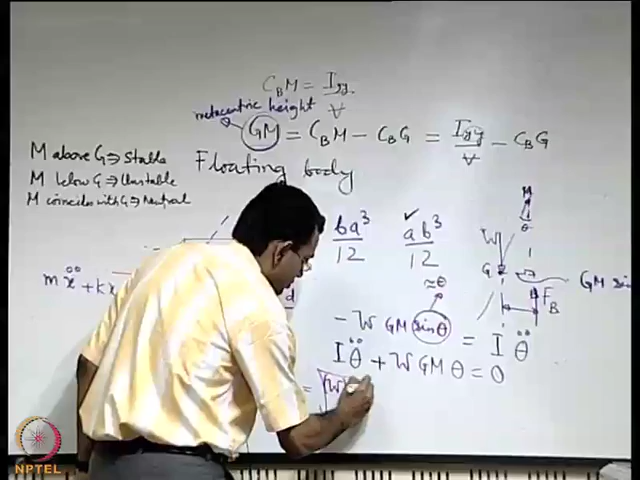 C_B M = I_yy / ∀
metacentric height
GM = C_B M - C_B G = I_yy / ∀ - C_B G
M above G ⇒ Stable
M below G ⇒ Unstable
M coincides with G ⇒ Neutral
Floating body
ba³ / 12
✓ ab³ / 12
mẍ + kx
M
θ
W
G
F_B
GM sin
≈θ
- W GM sinθ = I θ̈
I θ̈ + W GM θ = 0
= √W
NPTEL